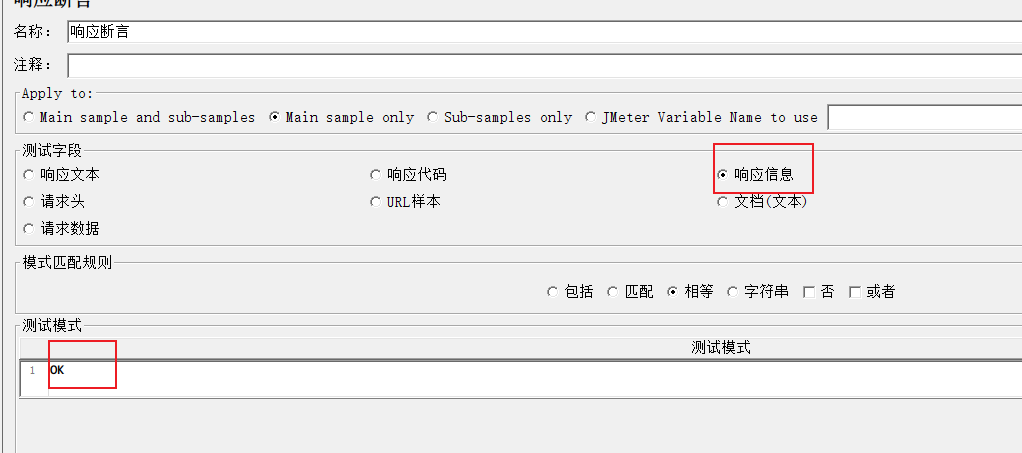 响应断言
名称： 响应断言
注释：
Apply to:
Main sample and sub-samples Main sample only Sub-samples only JMeter Variable Name to use
测试字段
响应文本 响应代码 响应信息
请求头 URL样本 文档(文本)
请求数据
模式匹配规则
包括 匹配 相等 字符串 否 或者
测试模式
测试模式
1 OK